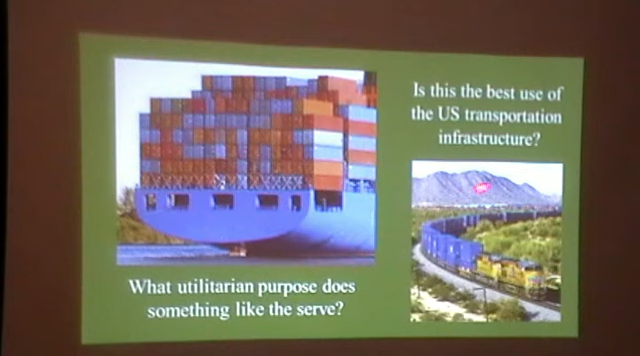 Is this the best use of
the US transportation
infrastructure?
What utilitarian purpose does
something like the serve?